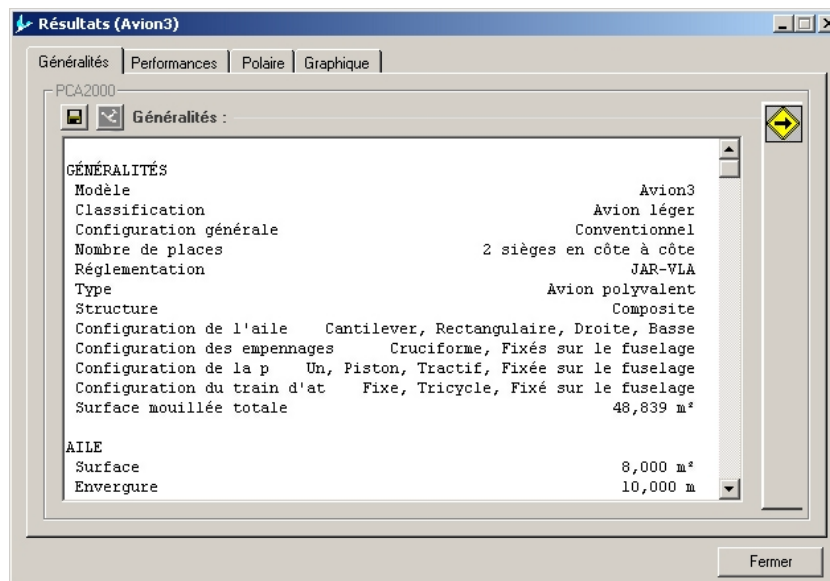 Résultats (Avion3)
Généralités Performances Polaire Graphique
PCA2000
Généralités :
GÉNÉRALITÉS
Modèle Avion3
Classification Avion léger
Configuration générale Conventionnel
Nombre de places 2 sièges en côte à côte
Réglementation JAR-VLA
Type Avion polyvalent
Structure Composite
Configuration de l'aile Cantilever, Rectangulaire, Droite, Basse
Configuration des empennages Cruciforme, Fixés sur le fuselage
Configuration de la p Un, Piston, Tractif, Fixée sur le fuselage
Configuration du train d'at Fixe, Tricycle, Fixé sur le fuselage
Surface mouillée totale 48,839 m²
AILE
Surface 8,000 m²
Envergure 10,000 m
Fermer